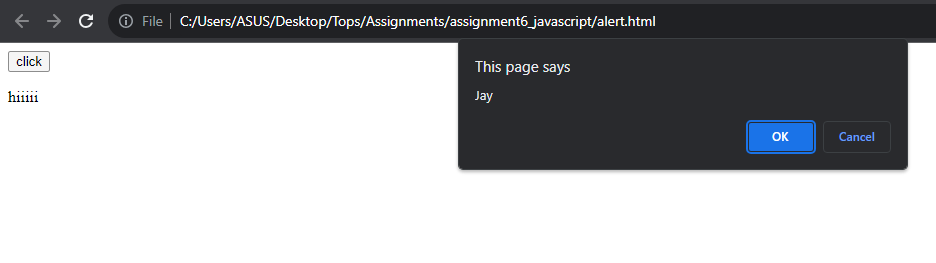 File C:/Users/ASUS/Desktop/Tops/Assignments/assignment6_javascript/alert.html
click
hiiiii
This page says
Jay
OK Cancel